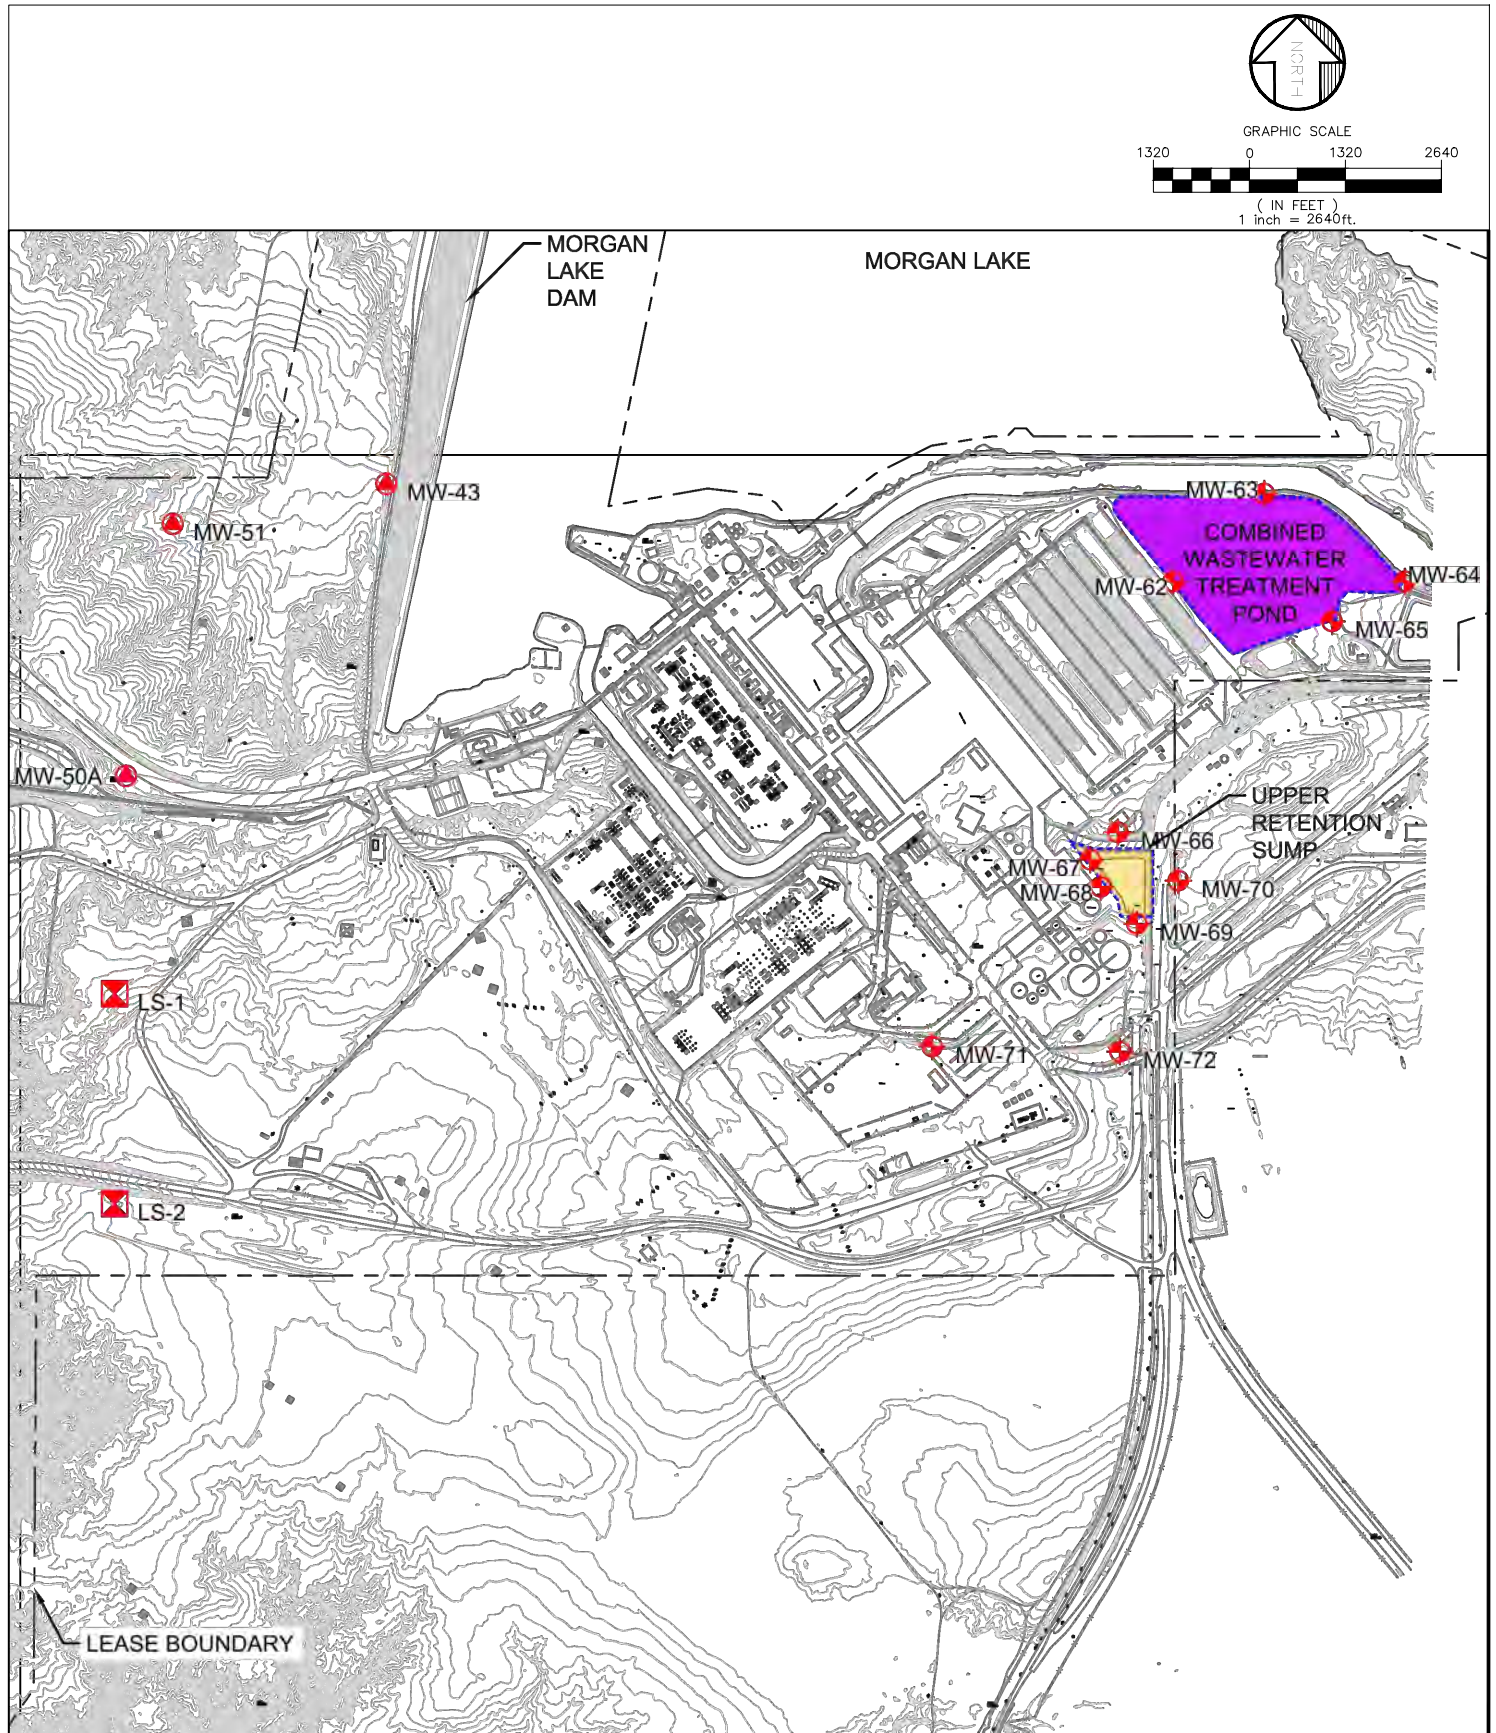 NORTH
GRAPHIC SCALE
1320 0 1320 2640
( IN FEET )
1 inch = 2640ft.
MORGAN
LAKE
DAM
MORGAN LAKE
MW-43
MW-51
MW-63
COMBINED
WASTEWATER
TREATMENT
POND
MW-62
MW-64
MW-65
MW-50A
UPPER
RETENTION
SUMP
MW-66
MW-67
MW-68
MW-70
MW-69
LS-1
MW-71
MW-72
LS-2
LEASE BOUNDARY